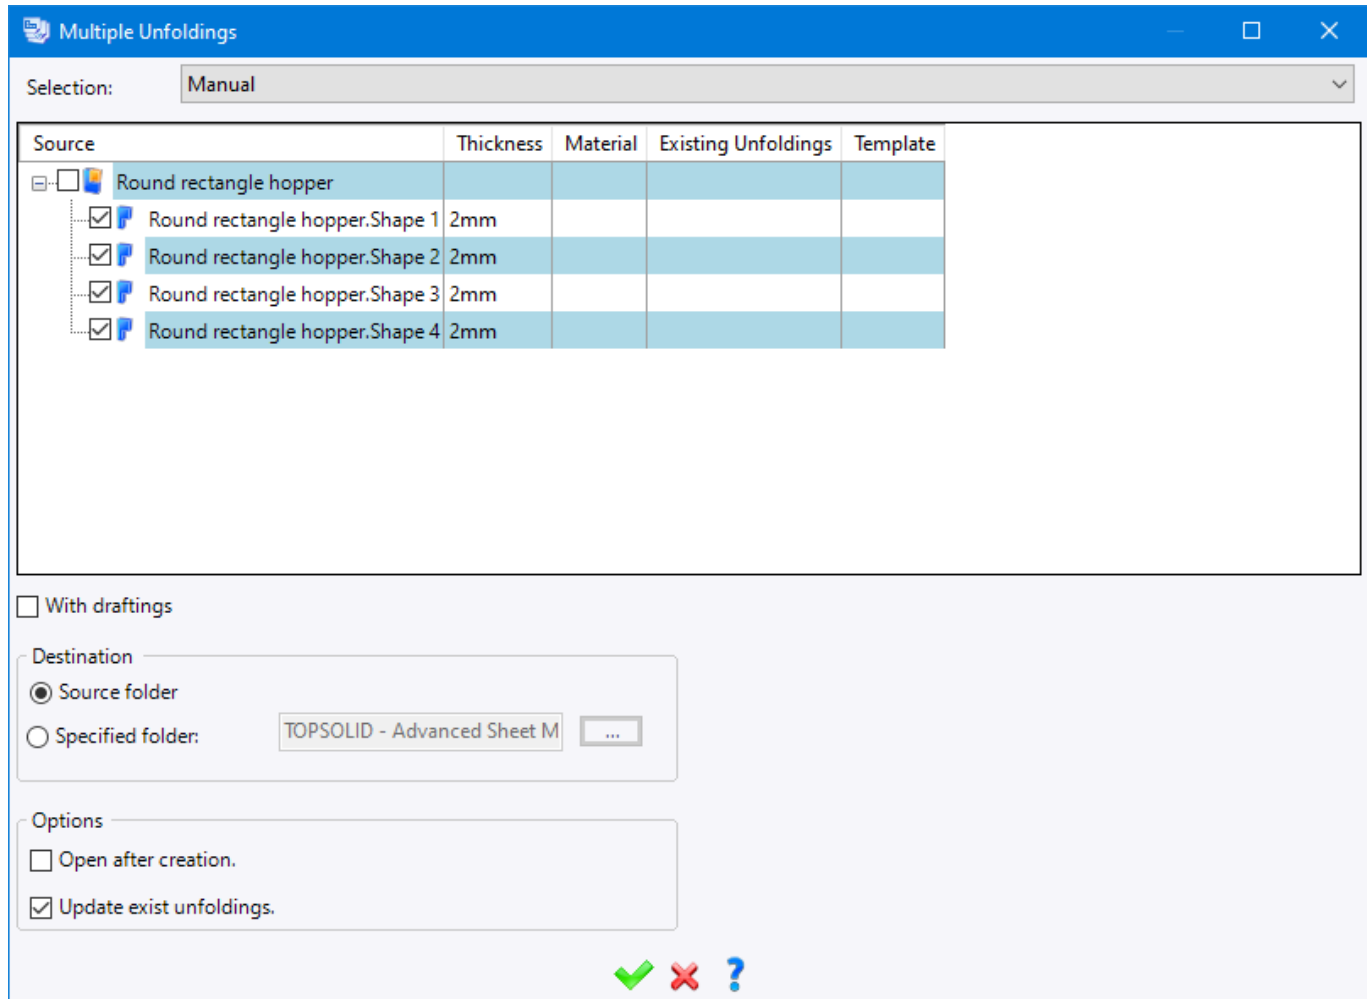 Multiple Unfoldings
Selection: Manual
Source Thickness Material Existing Unfoldings Template
Round rectangle hopper
Round rectangle hopper.Shape 1 2mm
Round rectangle hopper.Shape 2 2mm
Round rectangle hopper.Shape 3 2mm
Round rectangle hopper.Shape 4 2mm
With draftings
Destination
Source folder
Specified folder: TOPSOLID - Advanced Sheet M ...
Options
Open after creation.
Update exist unfoldings.